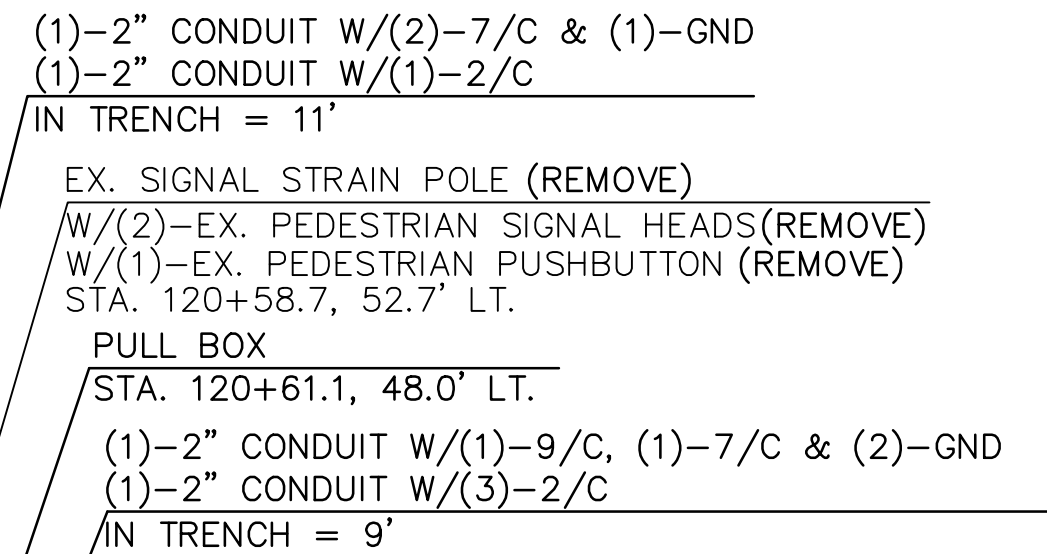 (1)-2" CONDUIT W/(2)-7/C & (1)-GND
(1)-2" CONDUIT W/(1)-2/C
IN TRENCH = 11'
EX. SIGNAL STRAIN POLE (REMOVE)
W/(2)-EX. PEDESTRIAN SIGNAL HEADS(REMOVE)
W/(1)-EX. PEDESTRIAN PUSHBUTTON (REMOVE)
STA. 120+58.7, 52.7' LT.
PULL BOX
STA. 120+61.1, 48.0' LT.
(1)-2" CONDUIT W/(1)-9/C, (1)-7/C & (2)-GND
(1)-2" CONDUIT W/(3)-2/C
IN TRENCH = 9'